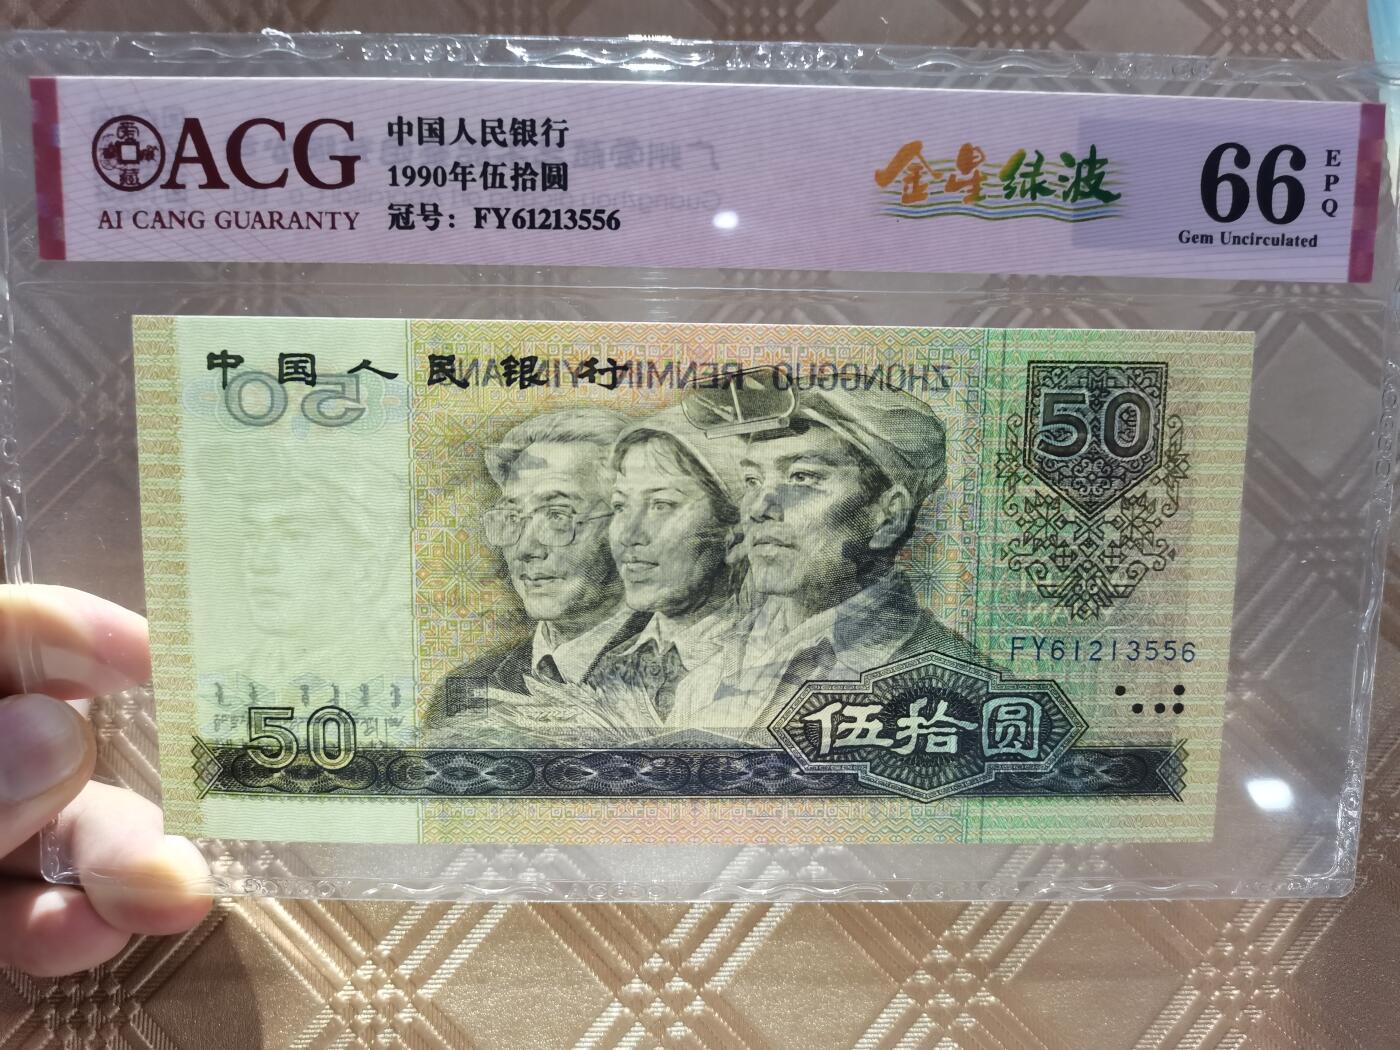 ACG
AI CANG GUARANTY
中国人民银行
1990年伍拾圆
冠号：FY61213556
金星绿波
66
EPQ
Gem Uncirculated
中国人民银行
ZHONGGUO RENMIN YINHANG
50
50
FY61213556
50
伍拾圆